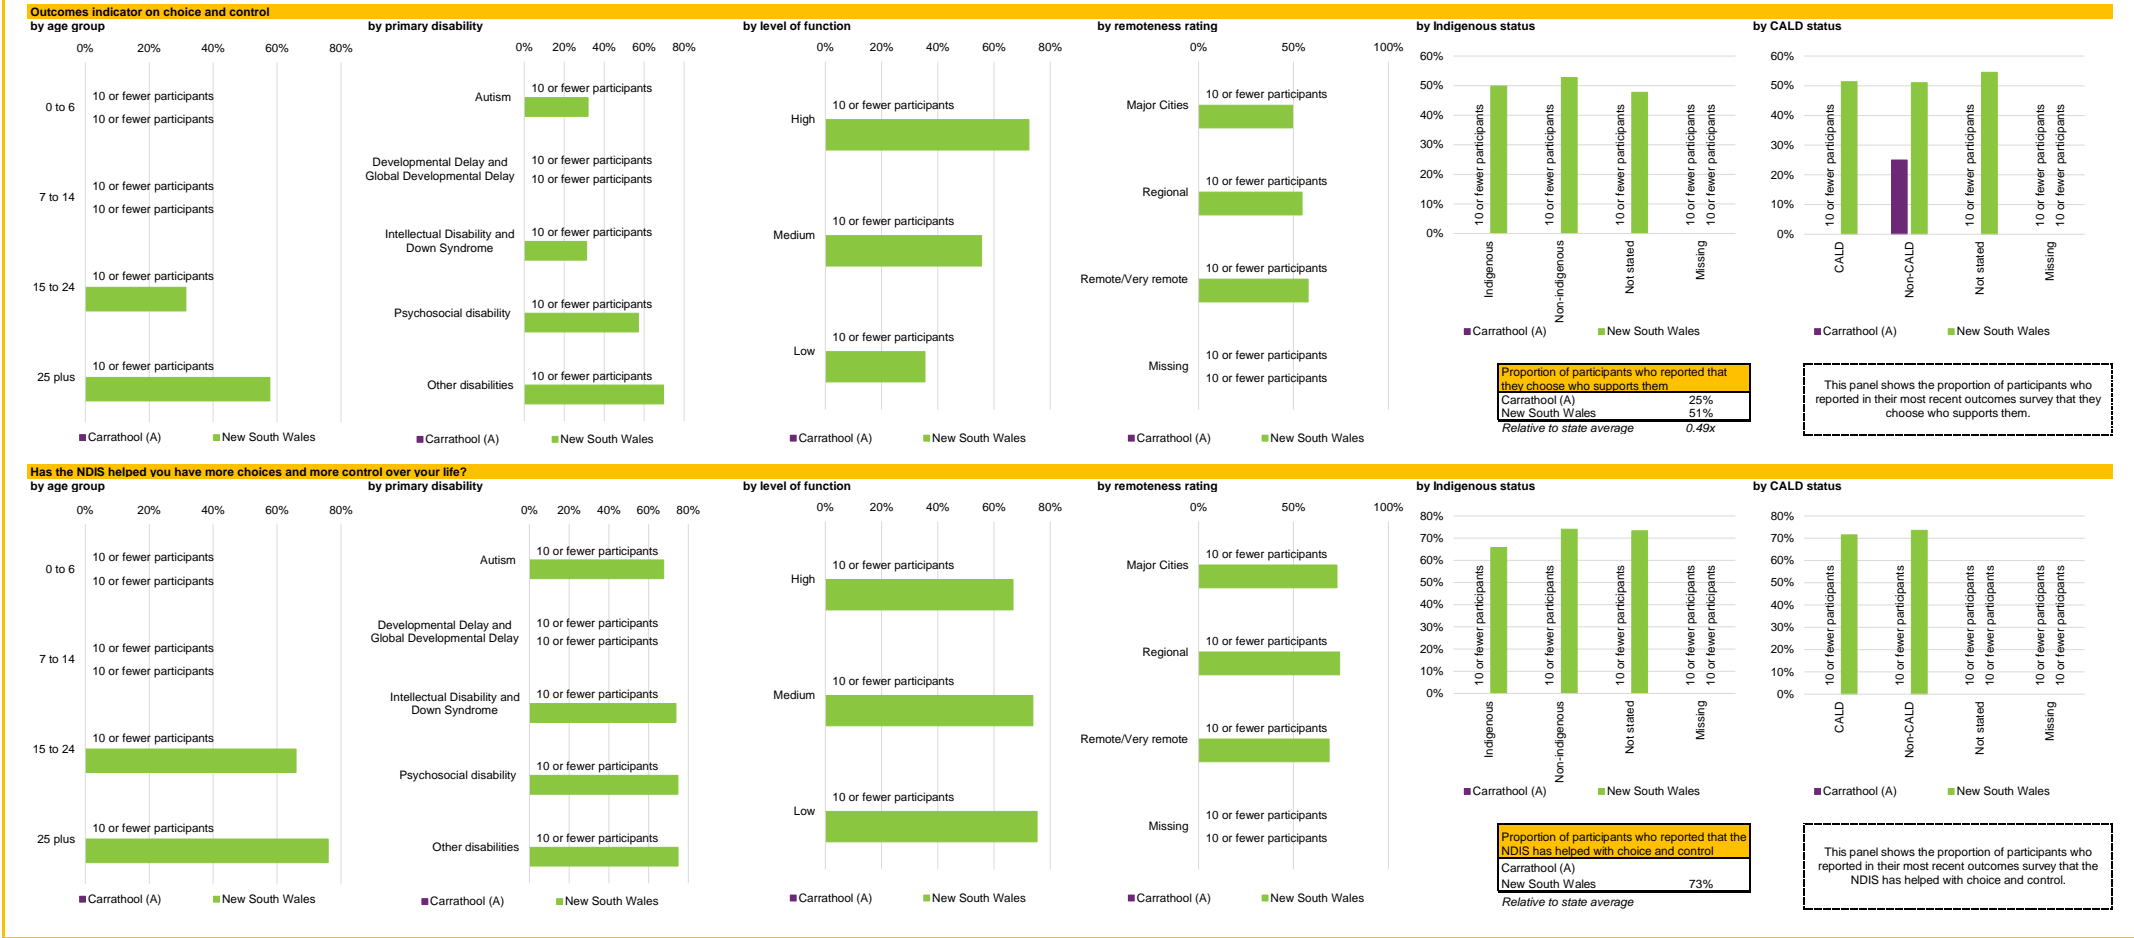 Outcomes indicator on choice and control
by age group
0% 20% 40% 60% 80%
0 to 6
10 or fewer participants
10 or fewer participants
7 to 14
10 or fewer participants
10 or fewer participants
15 to 24
10 or fewer participants
25 plus
10 or fewer participants
Carrathool (A) New South Wales
by primary disability
0% 20% 40% 60% 80%
Autism
10 or fewer participants
Developmental Delay and
Global Developmental Delay
10 or fewer participants
10 or fewer participants
Intellectual Disability and
Down Syndrome
10 or fewer participants
Psychosocial disability
10 or fewer participants
Other disabilities
10 or fewer participants
Carrathool (A) New South Wales
by level of function
0% 20% 40% 60% 80%
High
10 or fewer participants
Medium
10 or fewer participants
Low
10 or fewer participants
Carrathool (A) New South Wales
by remoteness rating
0% 50% 100%
Major Cities
10 or fewer participants
Regional
10 or fewer participants
Remote/Very remote
10 or fewer participants
Missing
10 or fewer participants
10 or fewer participants
Carrathool (A) New South Wales
by Indigenous status
60%
50%
40%
30%
20%
10%
0%
10 or fewer participants
10 or fewer participants
10 or fewer participants
10 or fewer participants
10 or fewer participants
Indigenous
Non-indigenous
Not stated
Missing
Carrathool (A) New South Wales
Proportion of participants who reported that
they choose who supports them
Carrathool (A) 25%
New South Wales 51%
Relative to state average 0.49x
by CALD status
60%
50%
40%
30%
20%
10%
0%
10 or fewer participants
10 or fewer participants
10 or fewer participants
10 or fewer participants
CALD
Non-CALD
Not stated
Missing
Carrathool (A) New South Wales
This panel shows the proportion of participants who
reported in their most recent outcomes survey that they
choose who supports them.
Has the NDIS helped you have more choices and more control over your life?
by age group
0% 20% 40% 60% 80%
0 to 6
10 or fewer participants
10 or fewer participants
7 to 14
10 or fewer participants
10 or fewer participants
15 to 24
10 or fewer participants
25 plus
10 or fewer participants
Carrathool (A) New South Wales
by primary disability
0% 20% 40% 60% 80%
Autism
10 or fewer participants
Developmental Delay and
Global Developmental Delay
10 or fewer participants
10 or fewer participants
Intellectual Disability and
Down Syndrome
10 or fewer participants
Psychosocial disability
10 or fewer participants
Other disabilities
10 or fewer participants
Carrathool (A) New South Wales
by level of function
0% 20% 40% 60% 80%
High
10 or fewer participants
Medium
10 or fewer participants
Low
10 or fewer participants
Carrathool (A) New South Wales
by remoteness rating
0% 50% 100%
Major Cities
10 or fewer participants
Regional
10 or fewer participants
Remote/Very remote
10 or fewer participants
Missing
10 or fewer participants
10 or fewer participants
Carrathool (A) New South Wales
by Indigenous status
80%
70%
60%
50%
40%
30%
20%
10%
0%
10 or fewer participants
10 or fewer participants
10 or fewer participants
10 or fewer participants
10 or fewer participants
Indigenous
Non-indigenous
Not stated
Missing
Carrathool (A) New South Wales
Proportion of participants who reported that the
NDIS has helped with choice and control
Carrathool (A)
New South Wales 73%
Relative to state average
by CALD status
80%
70%
60%
50%
40%
30%
20%
10%
0%
10 or fewer participants
10 or fewer participants
10 or fewer participants
10 or fewer participants
10 or fewer participants
10 or fewer participants
CALD
Non-CALD
Not stated
Missing
Carrathool (A) New South Wales
This panel shows the proportion of participants who
reported in their most recent outcomes survey that the
NDIS has helped with choice and control.